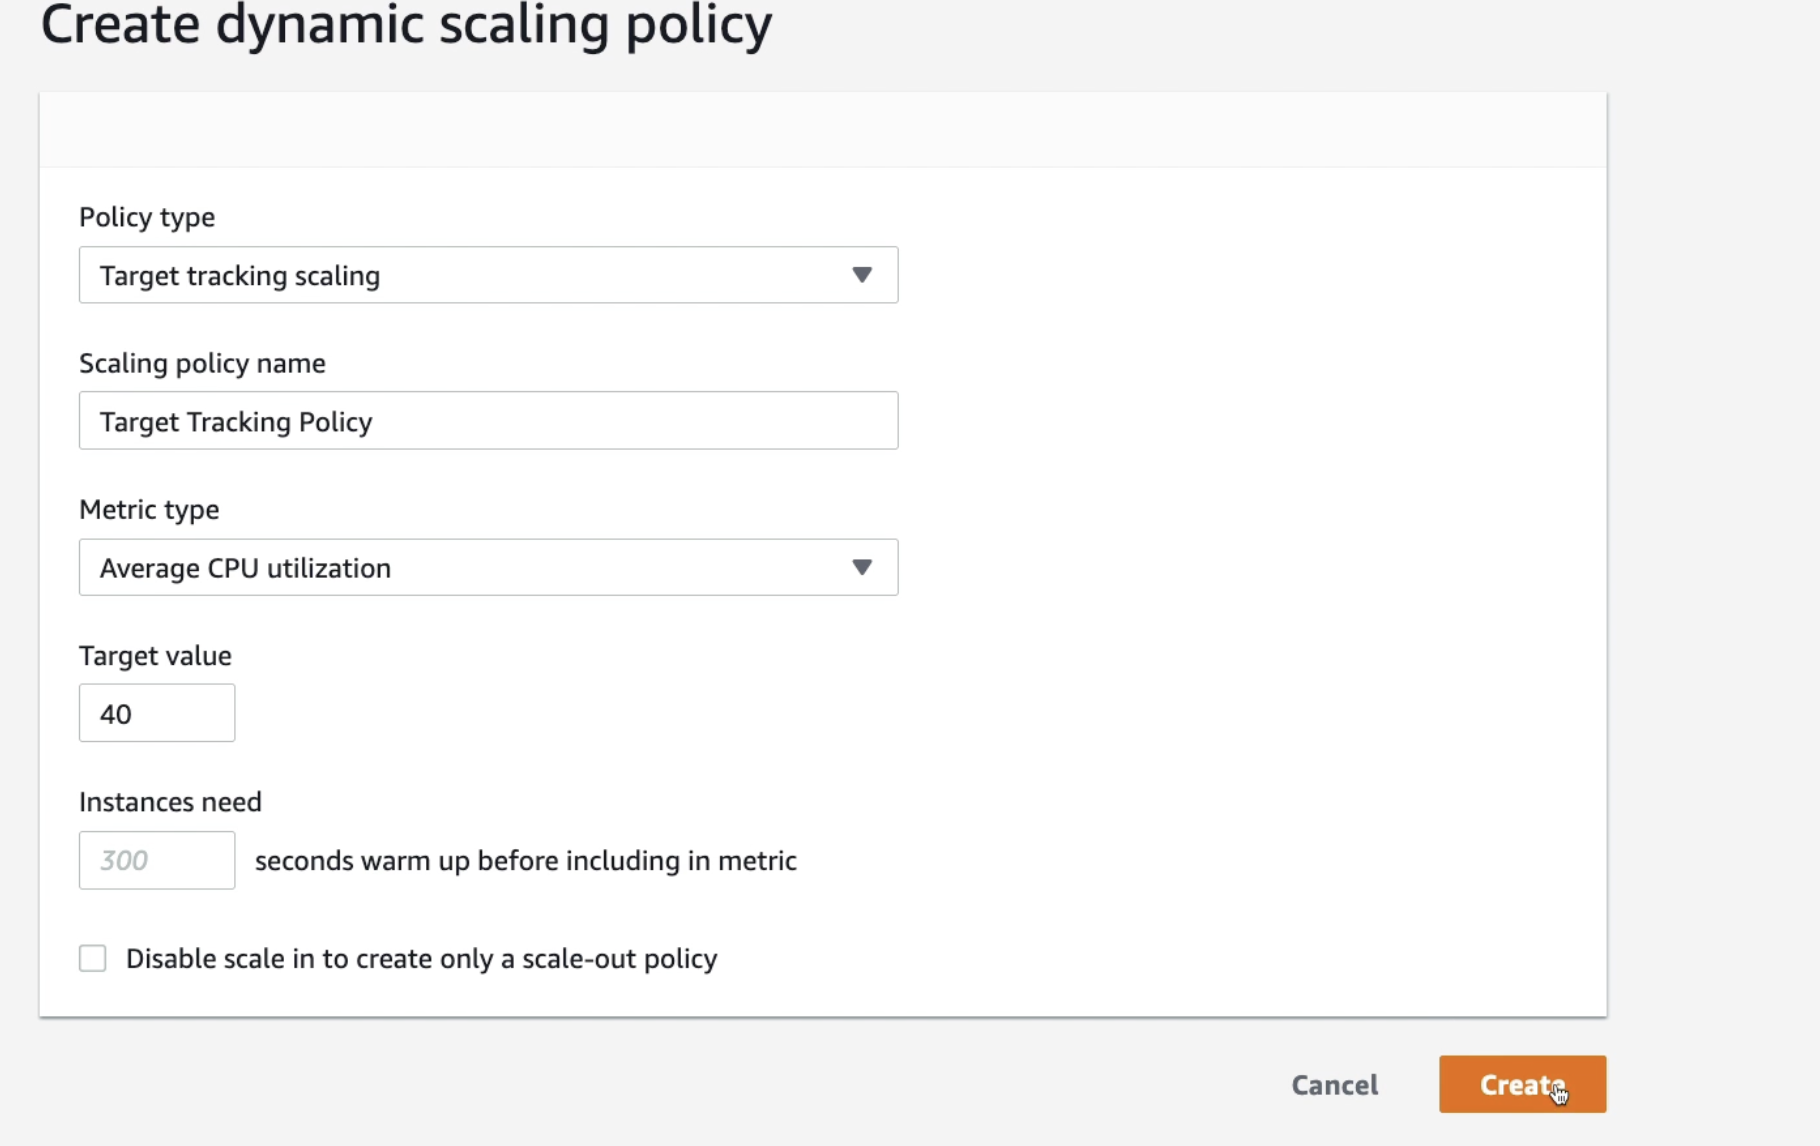 Create dynamic scaling policy
Policy type
Target tracking scaling
Scaling policy name
Target Tracking Policy
Metric type
Average CPU utilization
Target value
40
Instances need
300 seconds warm up before including in metric
Disable scale in to create only a scale-out policy
Cancel Create